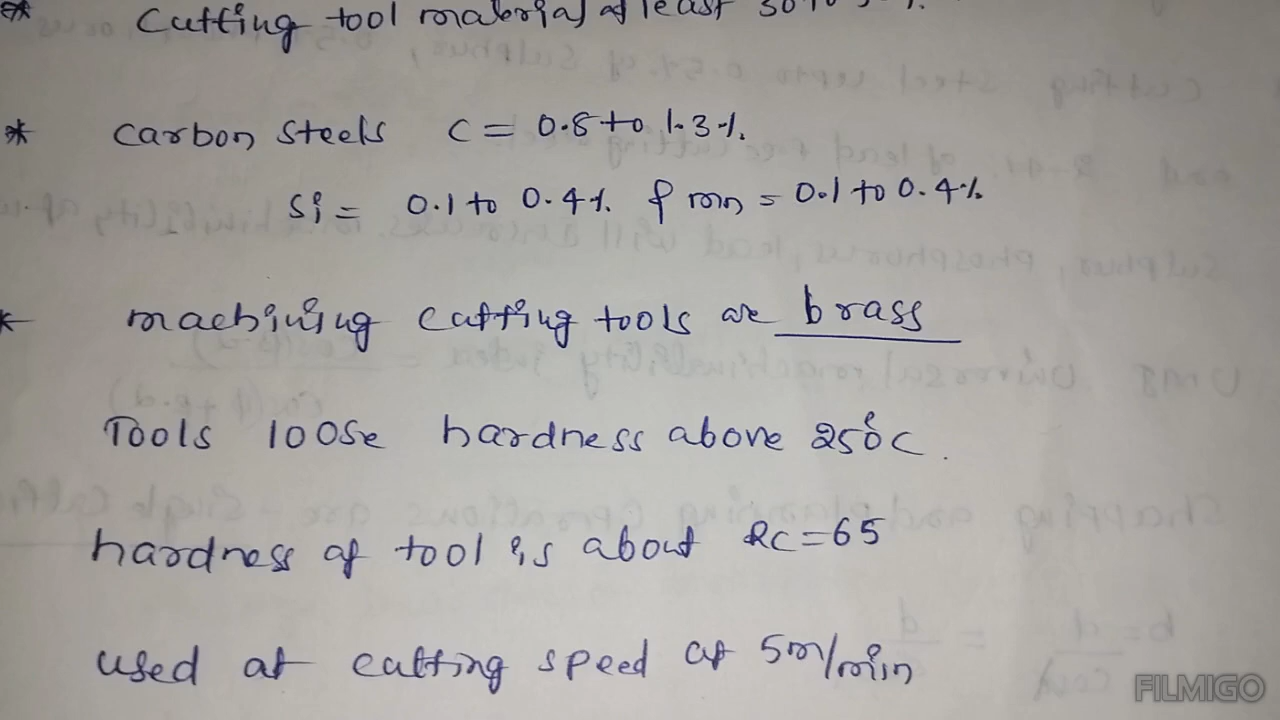 * Cutting tool material at least
* Carbon Steels C = 0.8 to 1.3%.
Si = 0.1 to 0.4% & mn = 0.1 to 0.4%
* machining cutting tools are brass
Tools loose hardness above 250°C.
hardness of tool is about RC=65
used at cutting speed of 5m/min
FILMIGO